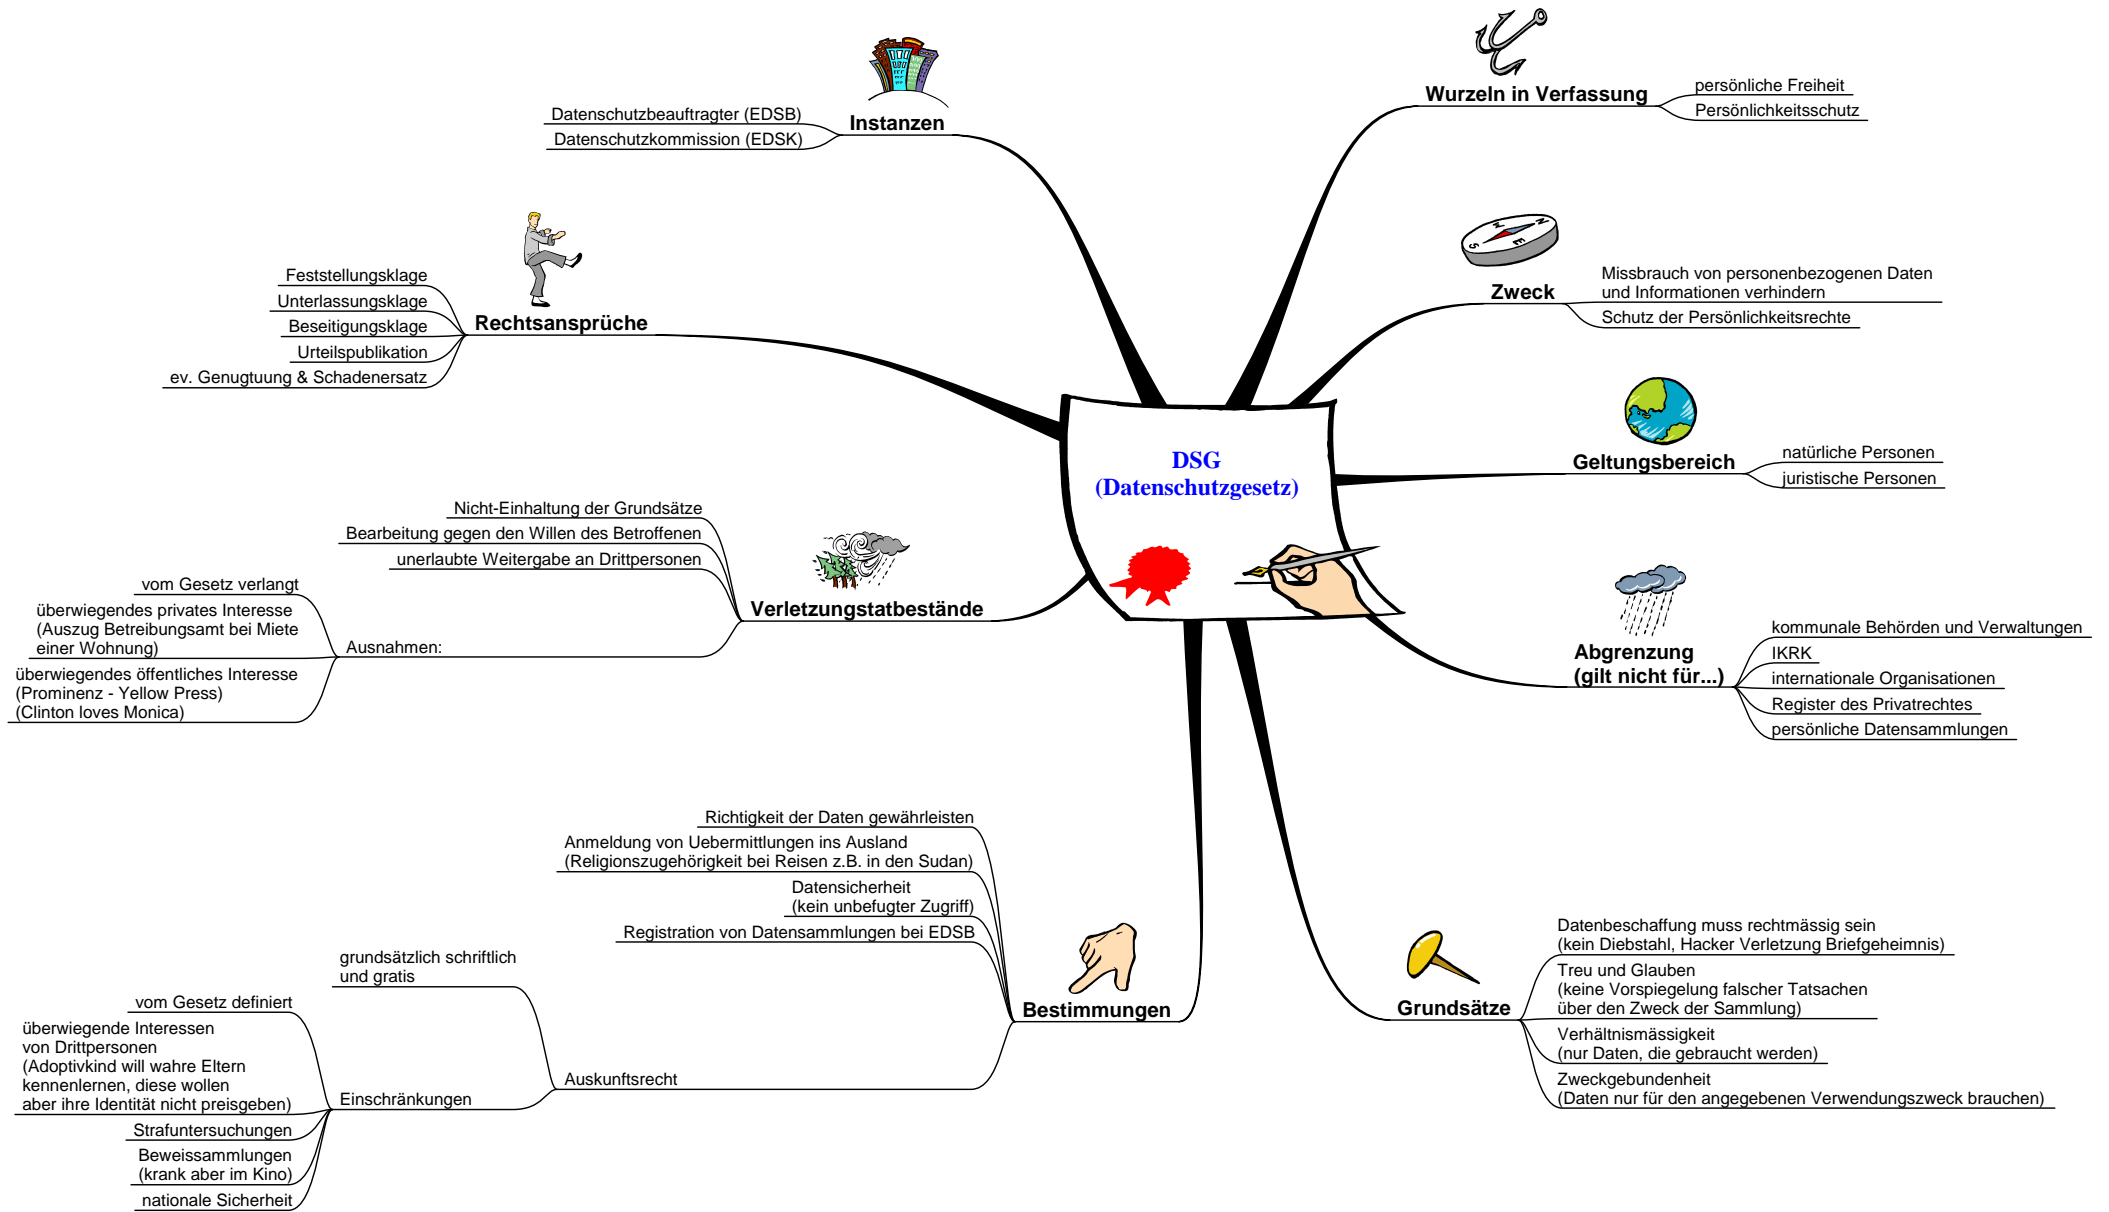 DSG
(Datenschutzgesetz)
Wurzeln in Verfassung
persönliche Freiheit
Persönlichkeitsschutz
Zweck
Missbrauch von personenbezogenen Daten
und Informationen verhindern
Schutz der Persönlichkeitsrechte
N
W
E
S
Geltungsbereich
natürliche Personen
juristische Personen
Abgrenzung
(gilt nicht für...)
kommunale Behörden und Verwaltungen
IKRK
internationale Organisationen
Register des Privatrechtes
persönliche Datensammlungen
Grundsätze
Datenbeschaffung muss rechtmässig sein
(kein Diebstahl, Hacker Verletzung Briefgeheimnis)
Treu und Glauben
(keine Vorspiegelung falscher Tatsachen
über den Zweck der Sammlung)
Verhältnismässigkeit
(nur Daten, die gebraucht werden)
Zweckgebundenheit
(Daten nur für den angegebenen Verwendungszweck brauchen)
Bestimmungen
Richtigkeit der Daten gewährleisten
Anmeldung von Uebermittlungen ins Ausland
(Religionszugehörigkeit bei Reisen z.B. in den Sudan)
Datensicherheit
(kein unbefugter Zugriff)
Registration von Datensammlungen bei EDSB
Auskunftsrecht
grundsätzlich schriftlich
und gratis
Einschränkungen
vom Gesetz definiert
überwiegende Interessen
von Drittpersonen
(Adoptivkind will wahre Eltern
kennenlernen, diese wollen
aber ihre Identität nicht preisgeben)
Strafuntersuchungen
Beweissammlungen
(krank aber im Kino)
nationale Sicherheit
Verletzungstatbestände
Nicht-Einhaltung der Grundsätze
Bearbeitung gegen den Willen des Betroffenen
unerlaubte Weitergabe an Drittpersonen
Ausnahmen:
vom Gesetz verlangt
überwiegendes privates Interesse
(Auszug Betreibungsamt bei Miete
einer Wohnung)
überwiegendes öffentliches Interesse
(Prominenz - Yellow Press)
(Clinton loves Monica)
Rechtsansprüche
Feststellungsklage
Unterlassungsklage
Beseitigungsklage
Urteilspublikation
ev. Genugtuung & Schadenersatz
Instanzen
Datenschutzbeauftragter (EDSB)
Datenschutzkommission (EDSK)